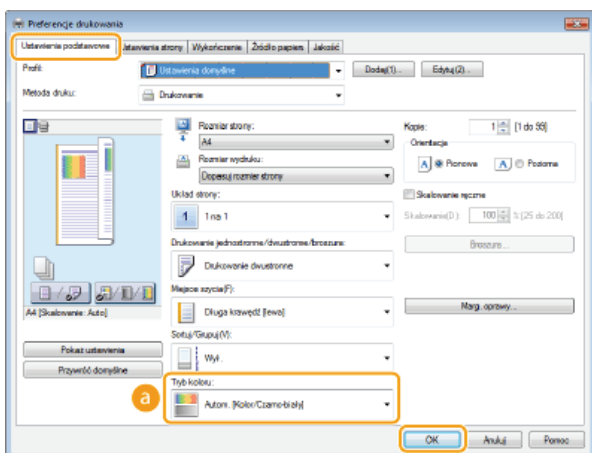 Preferencje drukowania
Ustawienia podstawowe Ustawienia strony Wykończenie Źródło papieru Jakość
Profil: Ustawienia domyślne Dodaj(1)... Edytuj(2)...
Metoda druku: Drukowanie
Rozmiar strony:
A4
Rozmiar wydruku:
Dopasuj rozmiar strony
Układ strony:
1 1 na 1
Drukowanie jednostronne/dwustronne/broszura:
Drukowanie dwustronne
Miejsce szycia(F):
Długa krawędź [lewa]
Sortuj/Grupuj(V):
Wył.
Tryb koloru:
a
Autom. [Kolor/Czarno-biały]
Kopie: 1 [1 do 99]
Orientacja
A Pionowa A Pozioma
Skalowanie ręczne
Skalowanie(D): 100 % [25 do 200]
Broszura...
Marg. oprawy...
A4 [Skalowanie: Auto]
Pokaż ustawienia
Przywróć domyślne
OK Anuluj Pomoc